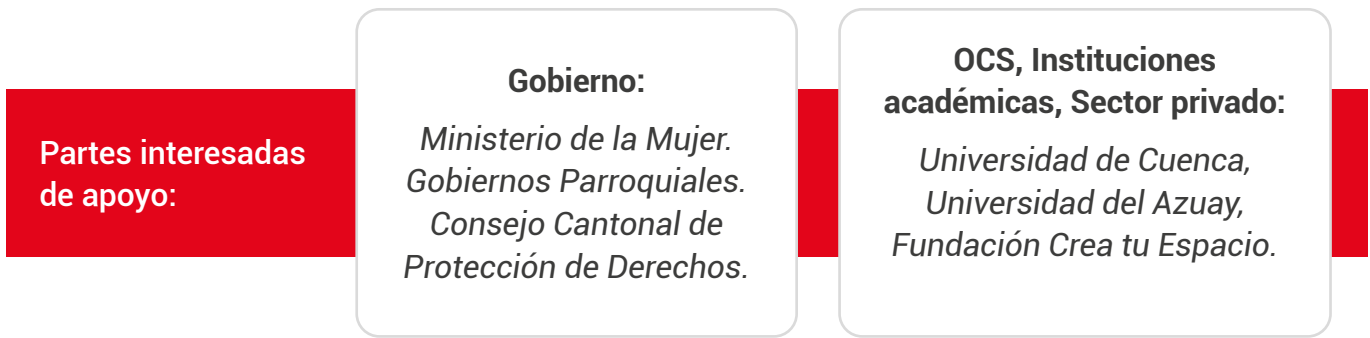 Partes interesadas
de apoyo:
Gobierno:
Ministerio de la Mujer.
Gobiernos Parroquiales.
Consejo Cantonal de
Protección de Derechos.
OCS, Instituciones
académicas, Sector privado:
Universidad de Cuenca,
Universidad del Azuay,
Fundación Crea tu Espacio.